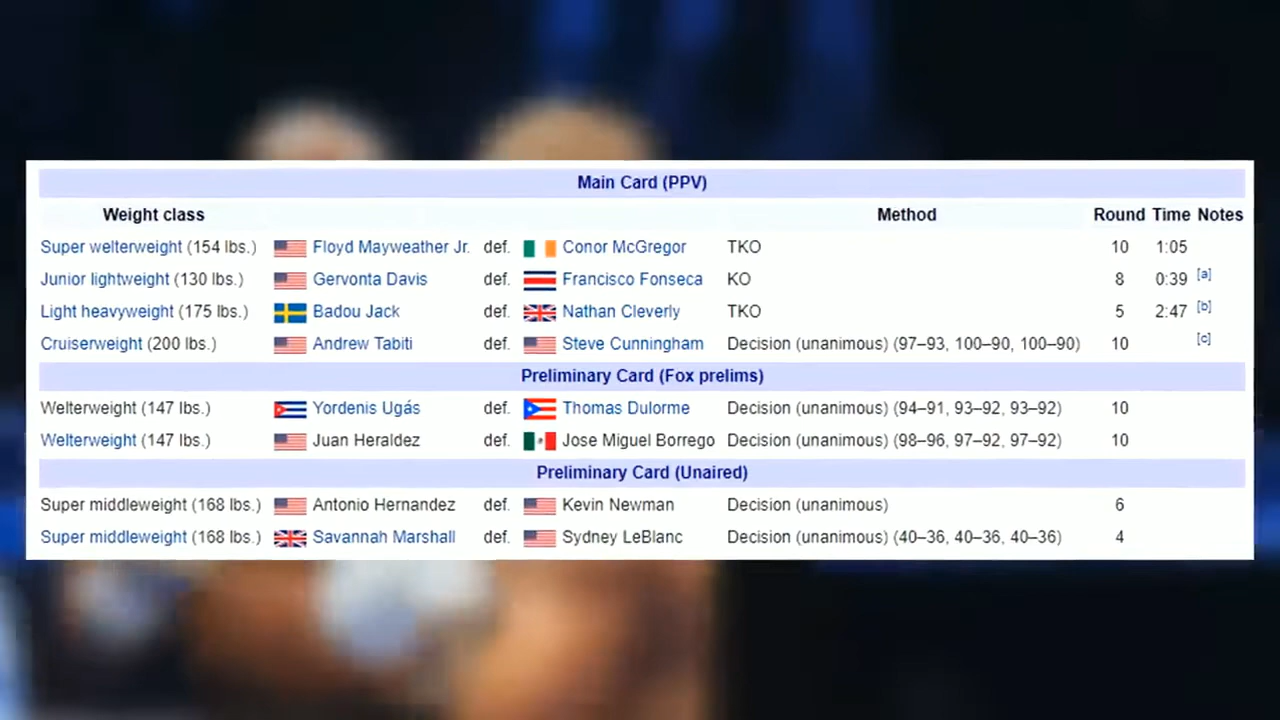 Main Card (PPV)
Weight class Method Round Time Notes
Super welterweight (154 lbs.) Floyd Mayweather Jr. def. Conor McGregor TKO 10 1:05
Junior lightweight (130 lbs.) Gervonta Davis def. Francisco Fonseca KO 8 0:39 [a]
Light heavyweight (175 lbs.) Badou Jack def. Nathan Cleverly TKO 5 2:47 [b]
Cruiserweight (200 lbs.) Andrew Tabiti def. Steve Cunningham Decision (unanimous) (97–93, 100–90, 100–90) 10 [c]
Preliminary Card (Fox prelims)
Welterweight (147 lbs.) Yordenis Ugás def. Thomas Dulorme Decision (unanimous) (94–91, 93–92, 93–92) 10
Welterweight (147 lbs.) Juan Heraldez def. Jose Miguel Borrego Decision (unanimous) (98–96, 97–92, 97–92) 10
Preliminary Card (Unaired)
Super middleweight (168 lbs.) Antonio Hernandez def. Kevin Newman Decision (unanimous) 6
Super middleweight (168 lbs.) Savannah Marshall def. Sydney LeBlanc Decision (unanimous) (40–36, 40–36, 40–36) 4